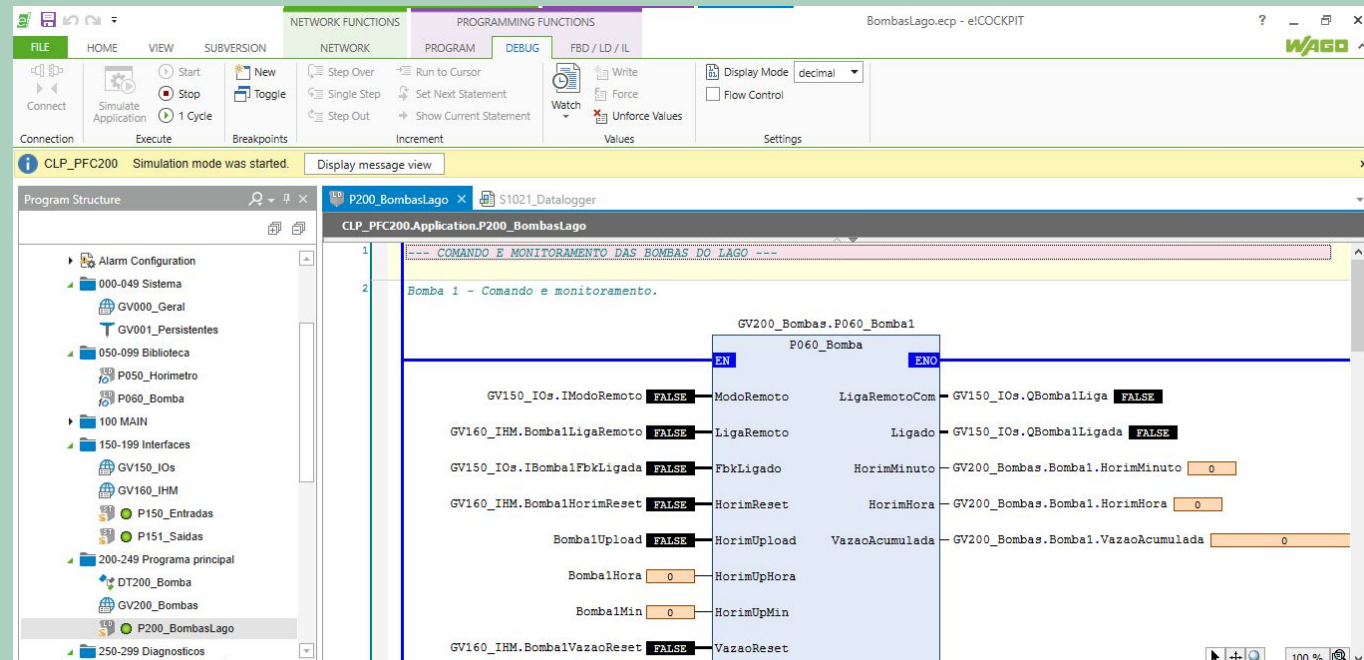 NETWORK FUNCTIONS PROGRAMMING FUNCTIONS BombasLago.ecp - e!COCKPIT ?
FILE HOME VIEW SUBVERSION NETWORK PROGRAM DEBUG FBD / LD / IL WAGO
Start New Step Over Run to Cursor Write Display Mode decimal
Connect Simulate Application Stop Toggle Single Step Set Next Statement Watch Force Flow Control
1 Cycle Step Out Show Current Statement Unforce Values
Connection Execute Breakpoints Increment Values Settings
CLP_PFC200 Simulation mode was started. Display message view
Program Structure
P200_BombasLago S1021_Datalogger
CLP_PFC200.Application.P200_BombasLago
Alarm Configuration
000-049 Sistema
GV000_Geral
GV001_Persistentes
050-099 Biblioteca
P050_Horimetro
P060_Bomba
100 MAIN
150-199 Interfaces
GV150_IOs
GV160_IHM
P150_Entradas
P151_Saidas
200-249 Programa principal
DT200_Bomba
GV200_Bombas
P200_BombasLago
250-299 Diagnosticos
1 --- COMANDO E MONITORAMENTO DAS BOMBAS DO LAGO ---
2 Bomba 1 - Comando e monitoramento.
GV200_Bombas.P060_Bomba1
P060_Bomba
EN ENO
GV150_IOs.IModoRemoto FALSE ModoRemoto LigaRemotoCom GV150_IOs.QBomba1Liga FALSE
GV160_IHM.Bomba1LigaRemoto FALSE LigaRemoto Ligado GV150_IOs.QBomba1Ligada FALSE
GV150_IOs.IBomba1FbkLigada FALSE FbkLigado HorimMinuto GV200_Bombas.Bomba1.HorimMinuto 0
GV160_IHM.Bomba1HorimReset FALSE HorimReset HorimHora GV200_Bombas.Bomba1.HorimHora 0
Bomba1Upload FALSE HorimUpload VazaoAcumulada GV200_Bombas.Bomba1.VazaoAcumulada 0
Bomba1Hora 0 HorimUpHora
Bomba1Min 0 HorimUpMin
GV160_IHM.Bomba1VazaoReset FALSE VazaoReset
100 %